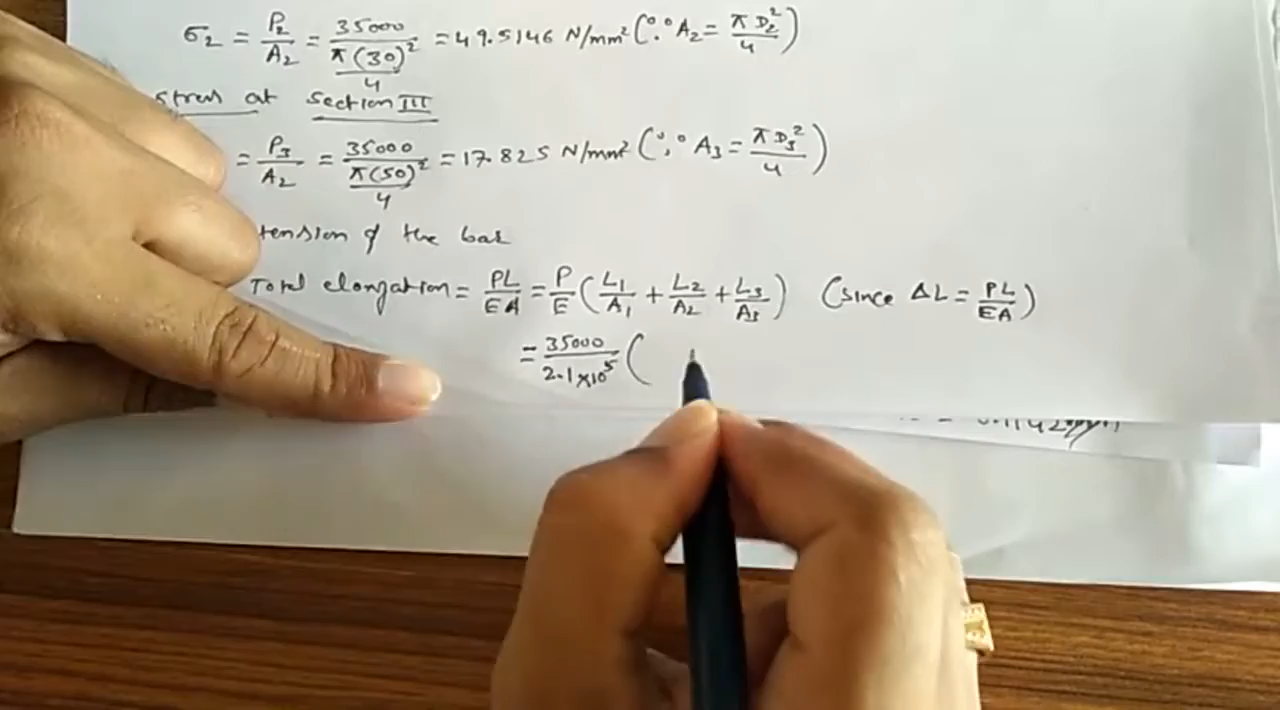 σ2 = P2/A2 = 35000/(π(30)²/4) = 49.5146 N/mm² (∵ A2 = πD2²/4)
stress at section III
= P3/A2 = 35000/(π(50)²/4) = 17.825 N/mm² (∵ A3 = πD3²/4)
tension of the bar
Total elongation = PL/EA = P/E (L1/A1 + L2/A2 + L3/A3) (since ΔL = PL/EA)
= 35000/2.1×10⁵ (